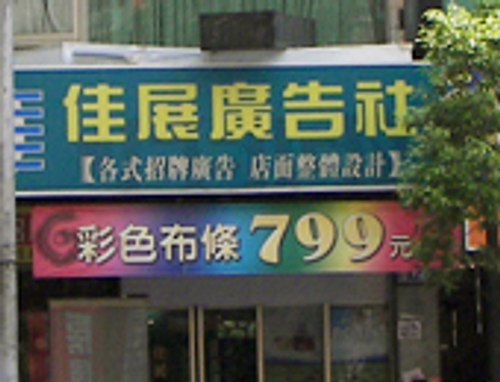 佳展廣告社
【各式招牌廣告 店面整體設計】
彩色布條799元